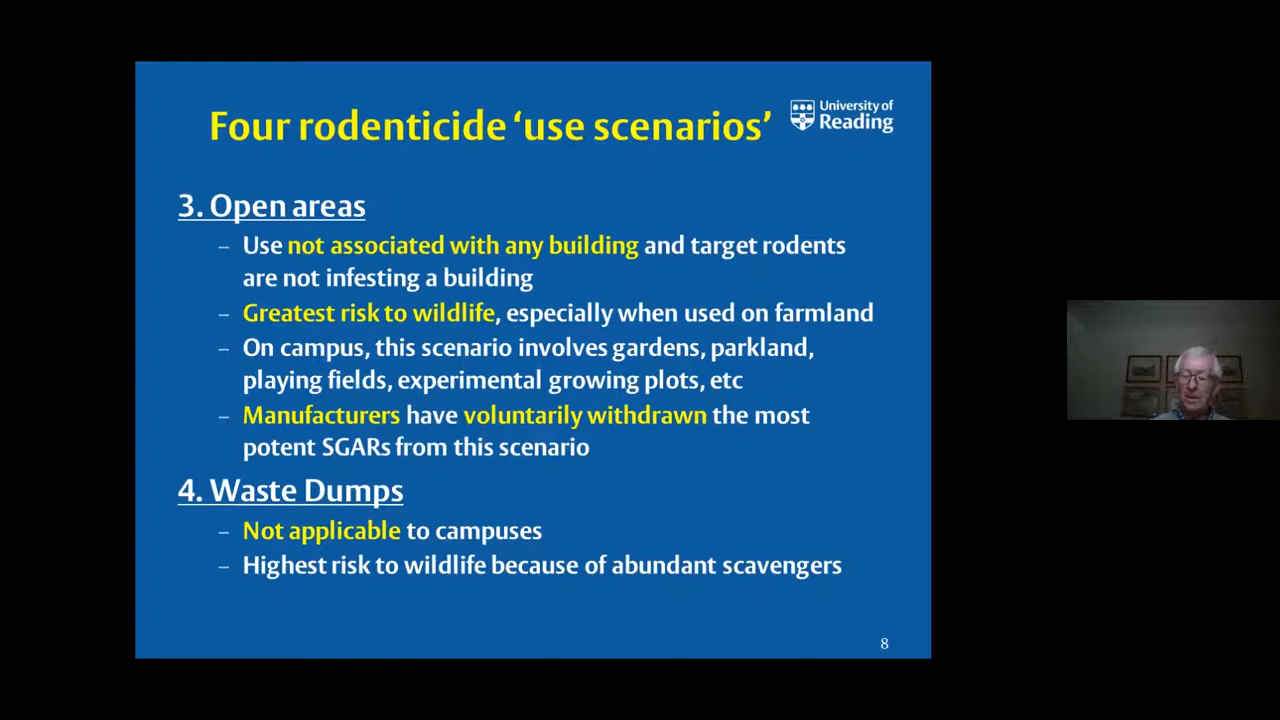 Four rodenticide ‘use scenarios’
University of
Reading
3. Open areas
– Use not associated with any building and target rodents
are not infesting a building
– Greatest risk to wildlife, especially when used on farmland
– On campus, this scenario involves gardens, parkland,
playing fields, experimental growing plots, etc
– Manufacturers have voluntarily withdrawn the most
potent SGARs from this scenario
4. Waste Dumps
– Not applicable to campuses
– Highest risk to wildlife because of abundant scavengers
8